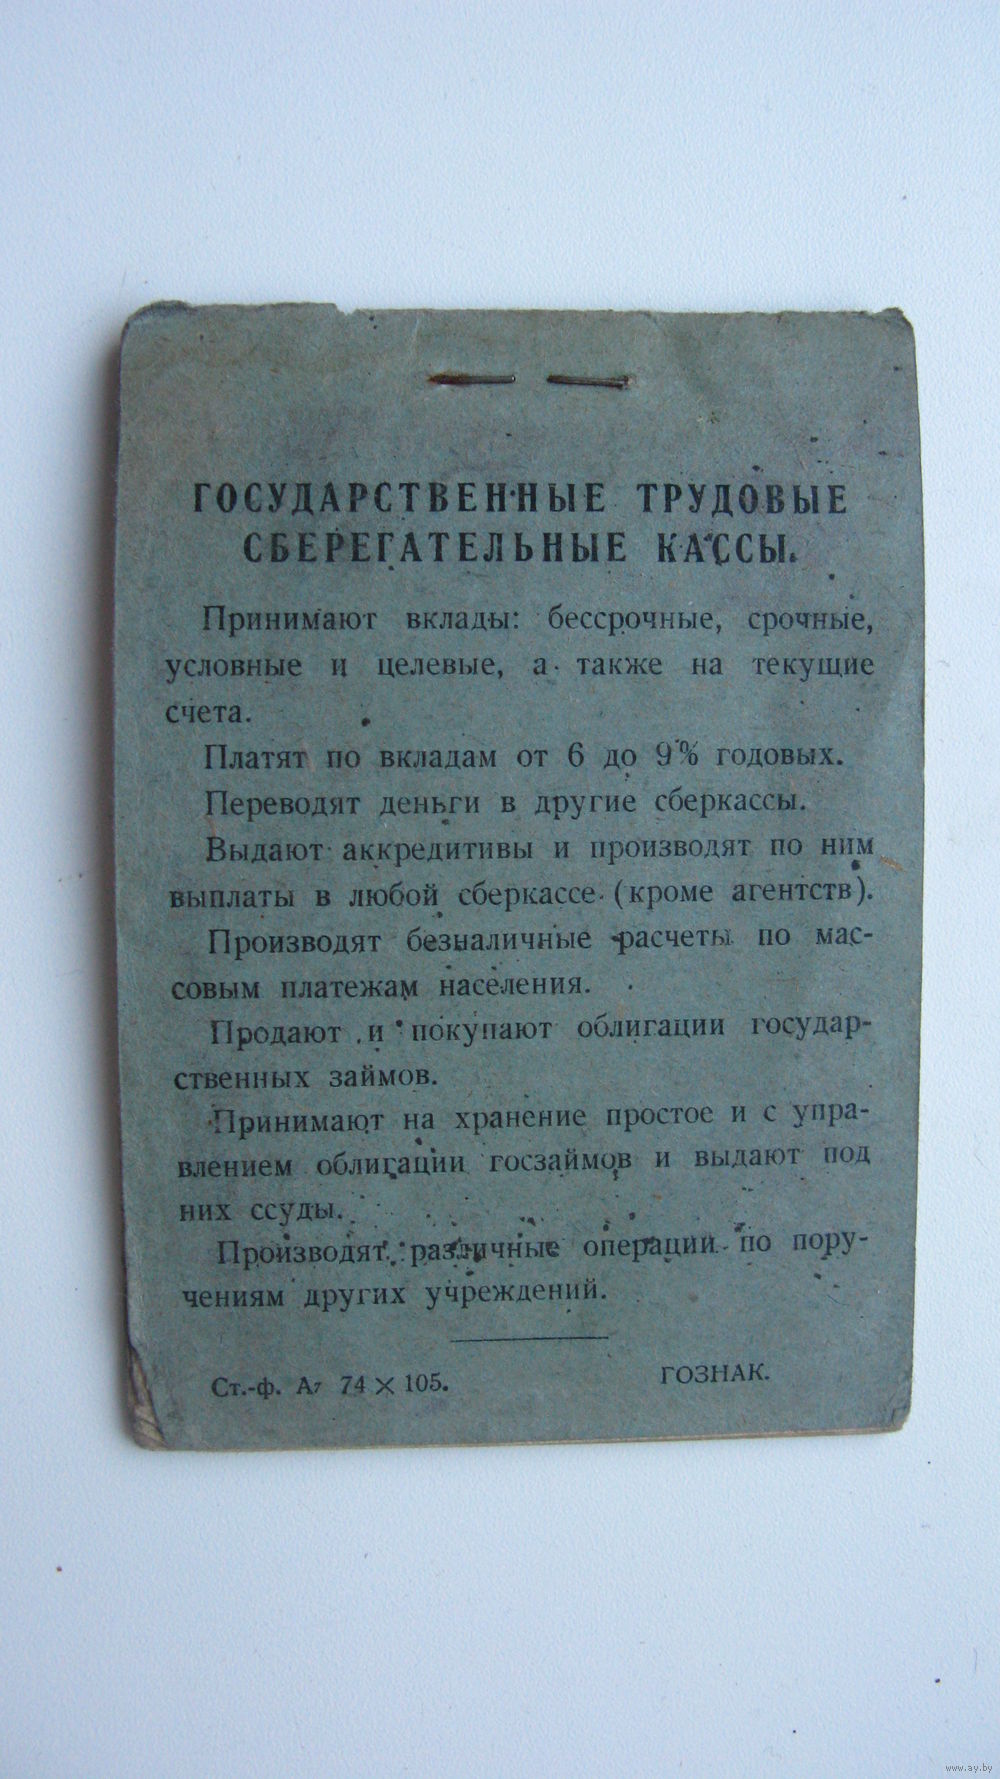 ГОСУДАРСТВЕННЫЕ ТРУДОВЫЕ
СБЕРЕГАТЕЛЬНЫЕ КАССЫ.
Принимают вклады: бессрочные, срочные,
условные и целевые, а также на текущие
счета.
Платят по вкладам от 6 до 9% годовых.
Переводят деньги в другие сберкассы.
Выдают аккредитивы и производят по ним
выплаты в любой сберкассе (кроме агентств).
Производят безналичные расчеты по мас-
совым платежам населения.
Продают и покупают облигации государ-
ственных займов.
Принимают на хранение простое и с упра-
влением облигации госзаймов и выдают под
них ссуды.
Производят различные операции по пору-
чениям других учреждений.
Ст.-ф. А7 74 × 105.
ГОЗНАК.
www.ay.by